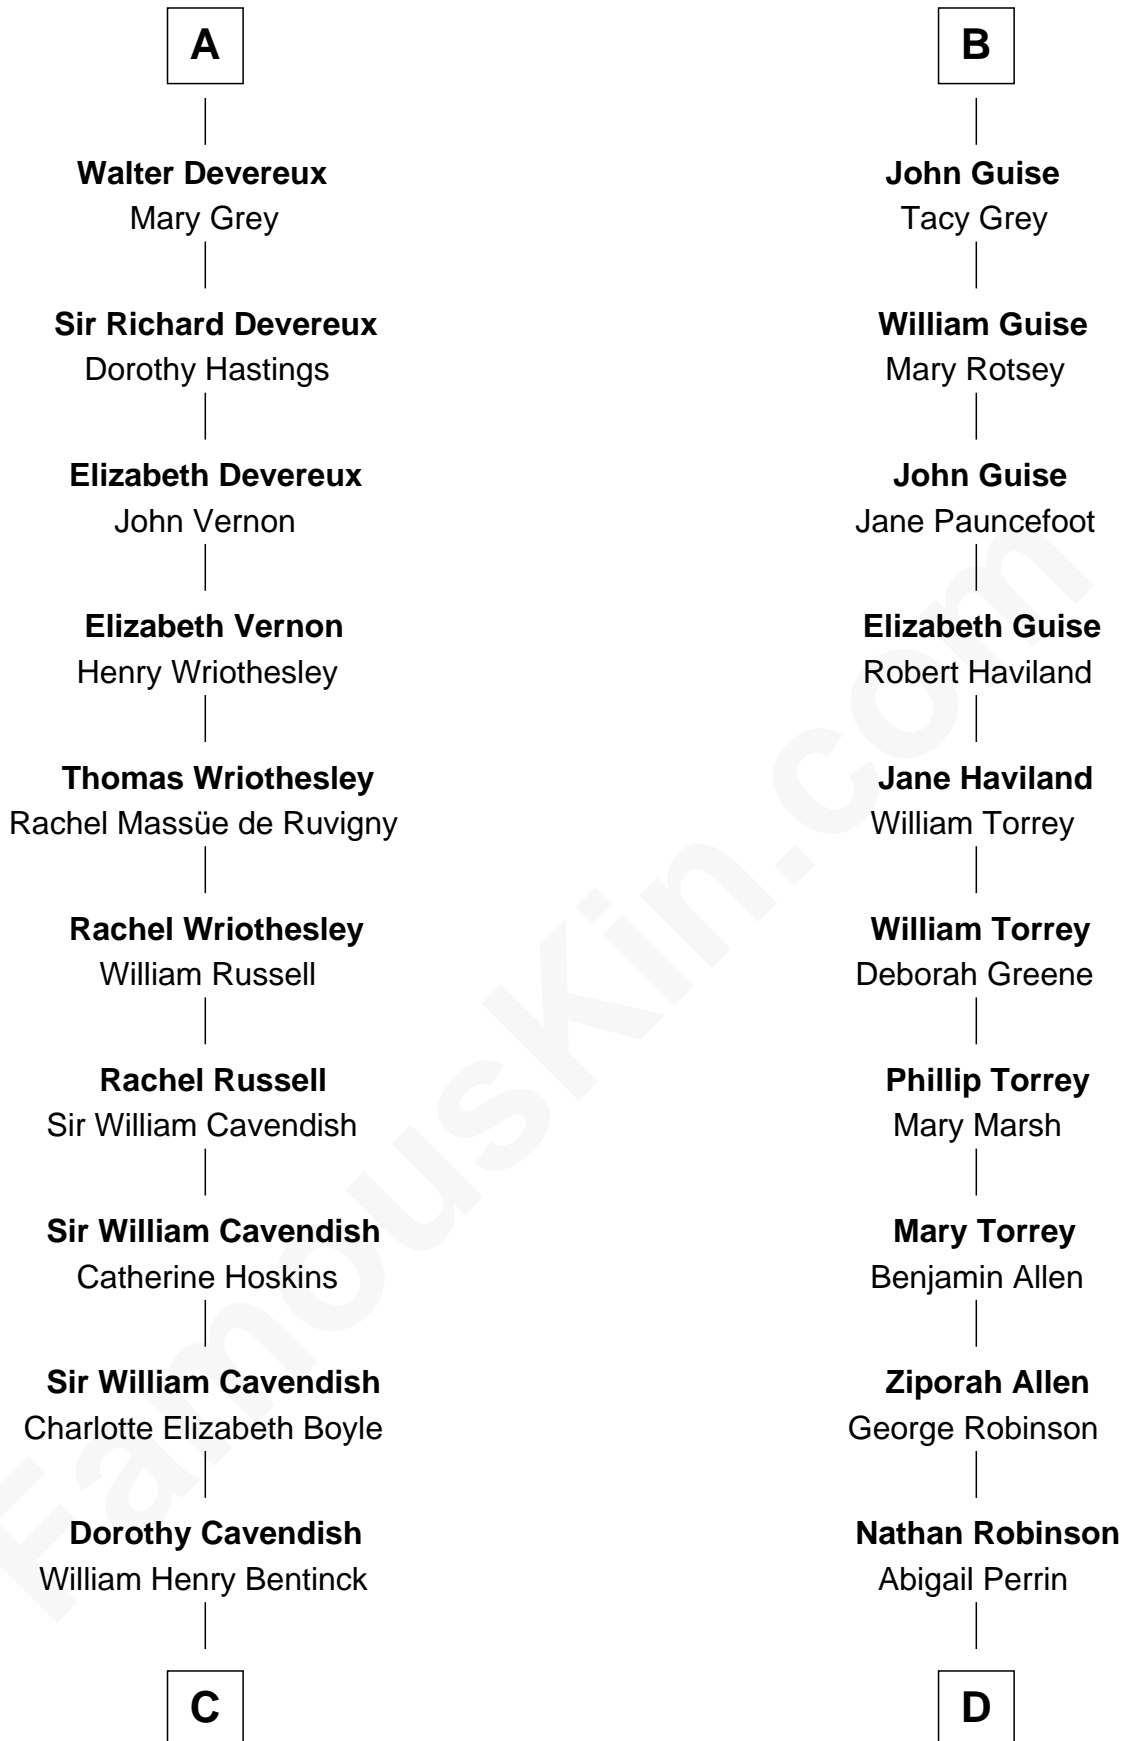 A
Walter Devereux
Mary Grey
Sir Richard Devereux
Dorothy Hastings
Elizabeth Devereux
John Vernon
Elizabeth Vernon
Henry Wriothesley
Thomas Wriothesley
Rachel Massüe de Ruvigny
Rachel Wriothesley
William Russell
Rachel Russell
Sir William Cavendish
Sir William Cavendish
Catherine Hoskins
Sir William Cavendish
Charlotte Elizabeth Boyle
Dorothy Cavendish
William Henry Bentinck
C
B
John Guise
Tacy Grey
William Guise
Mary Rotsey
John Guise
Jane Pauncefoot
Elizabeth Guise
Robert Haviland
Jane Haviland
William Torrey
William Torrey
Deborah Greene
Phillip Torrey
Mary Marsh
Mary Torrey
Benjamin Allen
Ziporah Allen
George Robinson
Nathan Robinson
Abigail Perrin
D
FamousKin.com